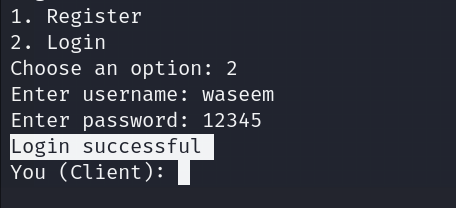 1. Register
2. Login
Choose an option: 2
Enter username: waseem
Enter password: 12345
Login successful
You (Client):